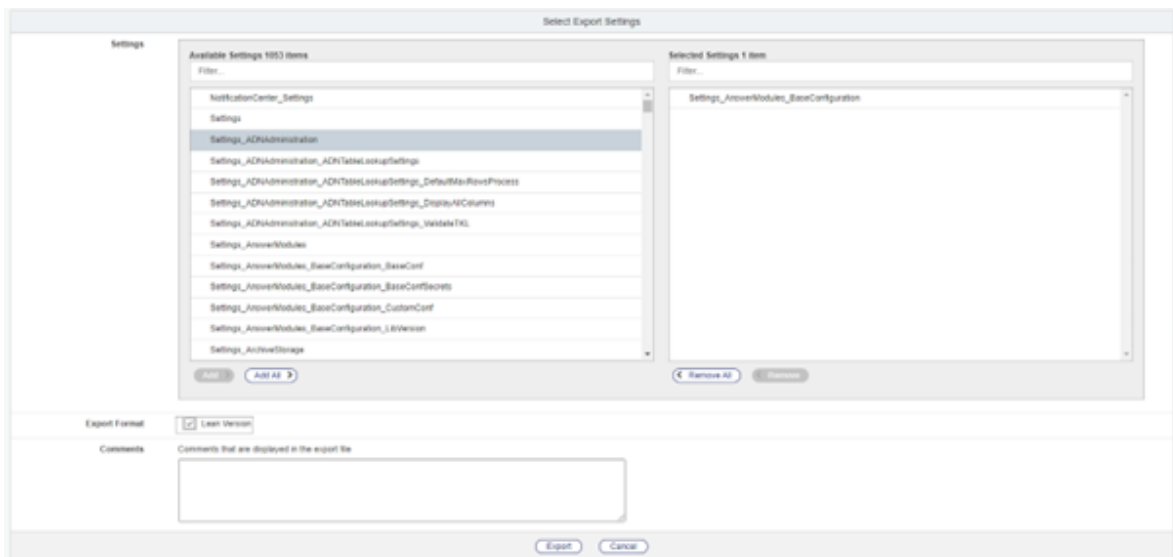 Select Export Settings
Settings
Available Settings 1053 items
Selected Settings 1 item
Filter...
Filter...
NotificationCenter_Settings
Settings_AnswerModules_BaseConfiguration
Settings
Settings_ADNAdministration
Settings_ADNAdministration_ADNTableLookupSettings
Settings_ADNAdministration_ADNTableLookupSettings_DefaultMaxRowsProcess
Settings_ADNAdministration_ADNTableLookupSettings_DisplayAllColumns
Settings_ADNAdministration_ADNTableLookupSettings_ValidateTKL
Settings_AnswerModules
Settings_AnswerModules_BaseConfiguration_BaseConf
Settings_AnswerModules_BaseConfiguration_BaseConfSecrets
Settings_AnswerModules_BaseConfiguration_CustomConf
Settings_AnswerModules_BaseConfiguration_LibVersion
Settings_ArchiveStorage
Add
Add All
Remove All
Remove
Export Format
Lean Version
Comments
Comments that are displayed in the export file
Export
Cancel